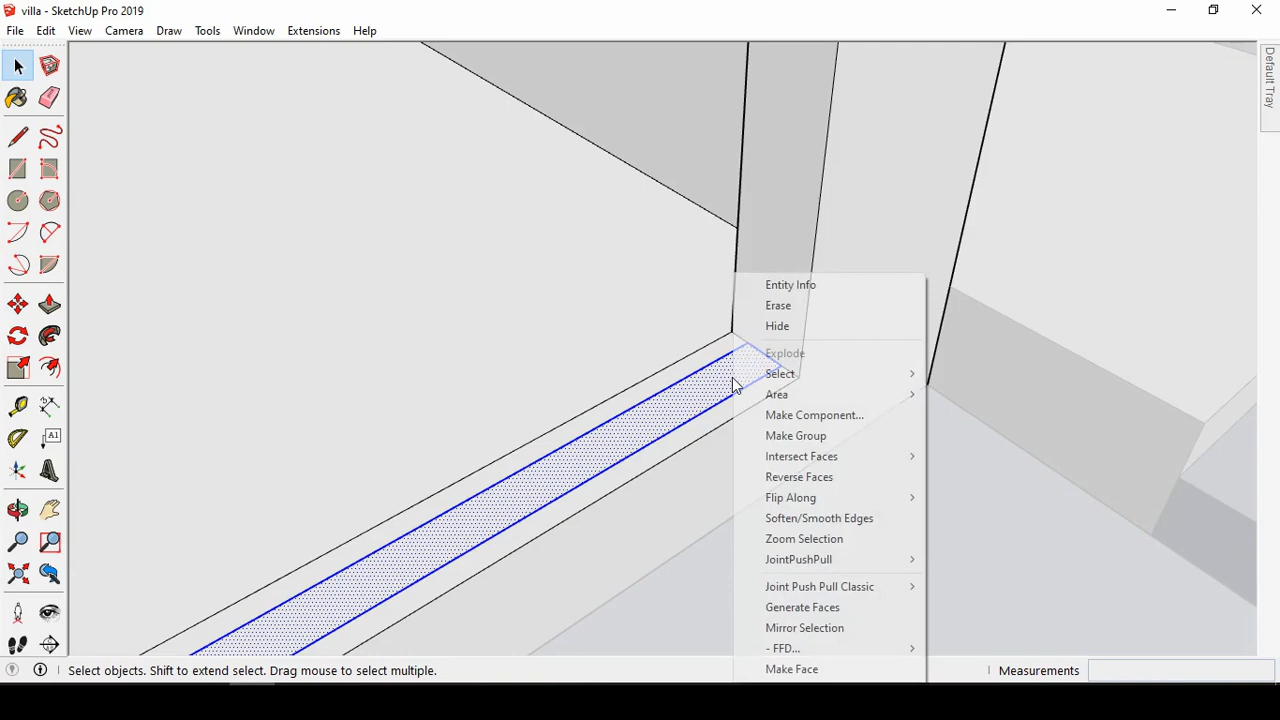 villa - SketchUp Pro 2019
File Edit View Camera Draw Tools Window Extensions Help
Default Tray
A1
Entity Info
Erase
Hide
Explode
Select
Area
Make Component...
Make Group
Intersect Faces
Reverse Faces
Flip Along
Soften/Smooth Edges
Zoom Selection
JointPushPull
Joint Push Pull Classic
Generate Faces
Mirror Selection
- FFD...
Make Face
Select objects. Shift to extend select. Drag mouse to select multiple.
Measurements